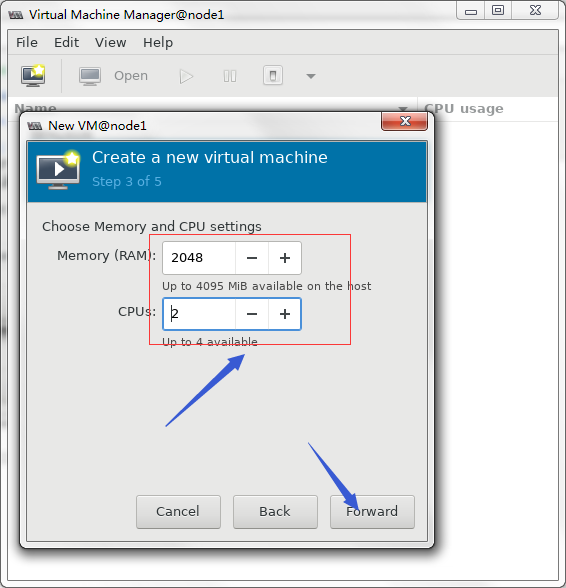 Virtual Machine Manager@node1
File Edit View Help
Open
Name CPU usage
New VM@node1
Create a new virtual machine
Step 3 of 5
Choose Memory and CPU settings
Memory (RAM): 2048
Up to 4095 MiB available on the host
CPUs: 2
Up to 4 available
Cancel Back Forward